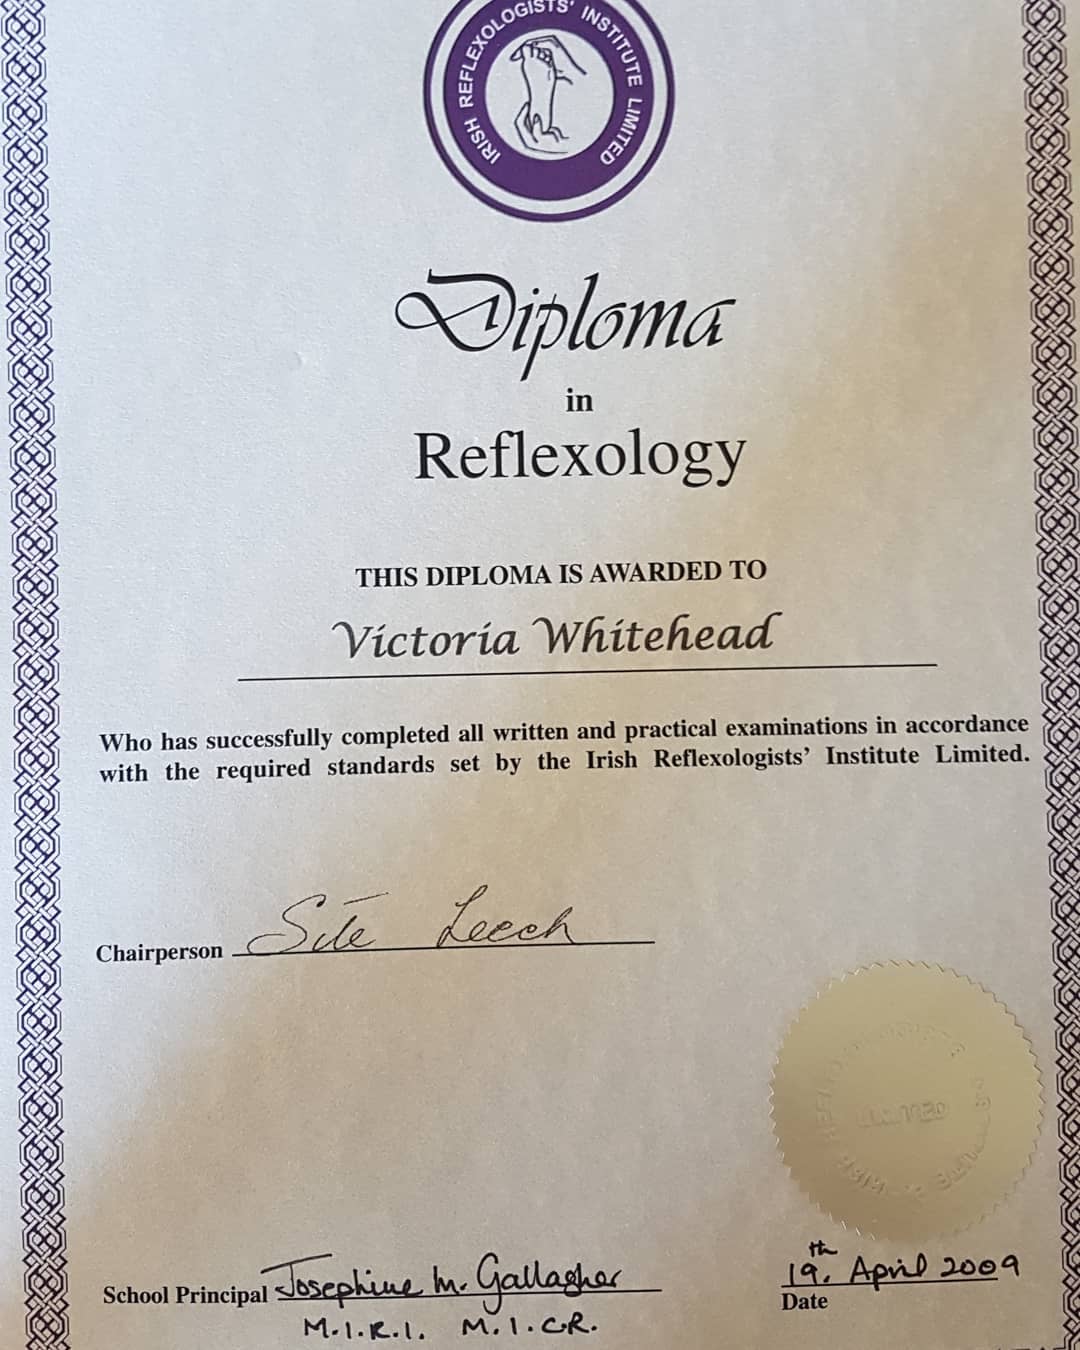 IRISH REFLEXOLOGISTS' INSTITUTE LIMITED
Diploma
in
Reflexology
THIS DIPLOMA IS AWARDED TO
Victoria Whitehead
Who has successfully completed all written and practical examinations in accordance
with the required standards set by the Irish Reflexologists' Institute Limited.
Chairperson Leech
LIMITED
School Principal Josephine M. Gallagher
M.I.R.I. M.I.C.R.
19th. April 2009
Date